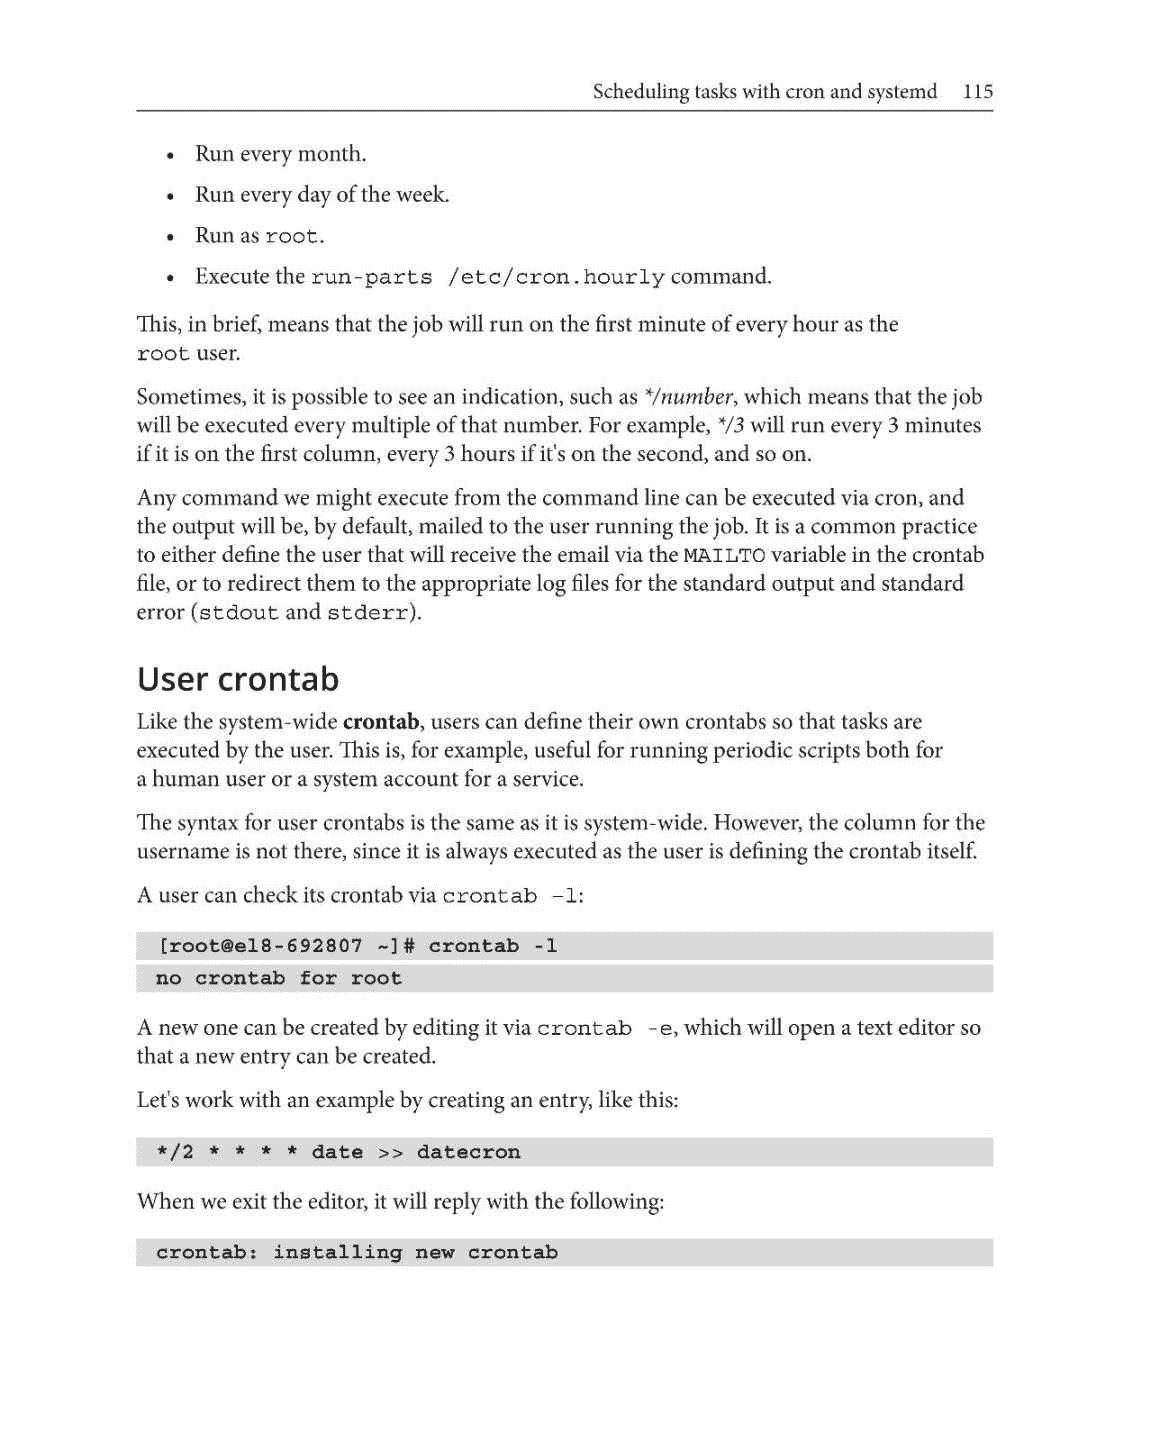 Scheduling tasks with cron and systemd 115
• Run every month.
• Run every day of the week.
• Run as root.
• Execute the run-parts /etc/cron.hourly command.
This, in brief, means that the job will run on the first minute of every hour as the
root user.
Sometimes, it is possible to see an indication, such as */number, which means that the job
will be executed every multiple of that number. For example, */3 will run every 3 minutes
if it is on the first column, every 3 hours if it's on the second, and so on.
Any command we might execute from the command line can be executed via cron, and
the output will be, by default, mailed to the user running the job. It is a common practice
to either define the user that will receive the email via the MAILTO variable in the crontab
file, or to redirect them to the appropriate log files for the standard output and standard
error (stdout and stderr).
User crontab
Like the system-wide crontab, users can define their own crontabs so that tasks are
executed by the user. This is, for example, useful for running periodic scripts both for
a human user or a system account for a service.
The syntax for user crontabs is the same as it is system-wide. However, the column for the
username is not there, since it is always executed as the user is defining the crontab itself.
A user can check its crontab via crontab –l:
[root@el8-692807 ~]# crontab -l
no crontab for root
A new one can be created by editing it via crontab -e, which will open a text editor so
that a new entry can be created.
Let's work with an example by creating an entry, like this:
*/2 * * * * date >> datecron
When we exit the editor, it will reply with the following:
crontab: installing new crontab